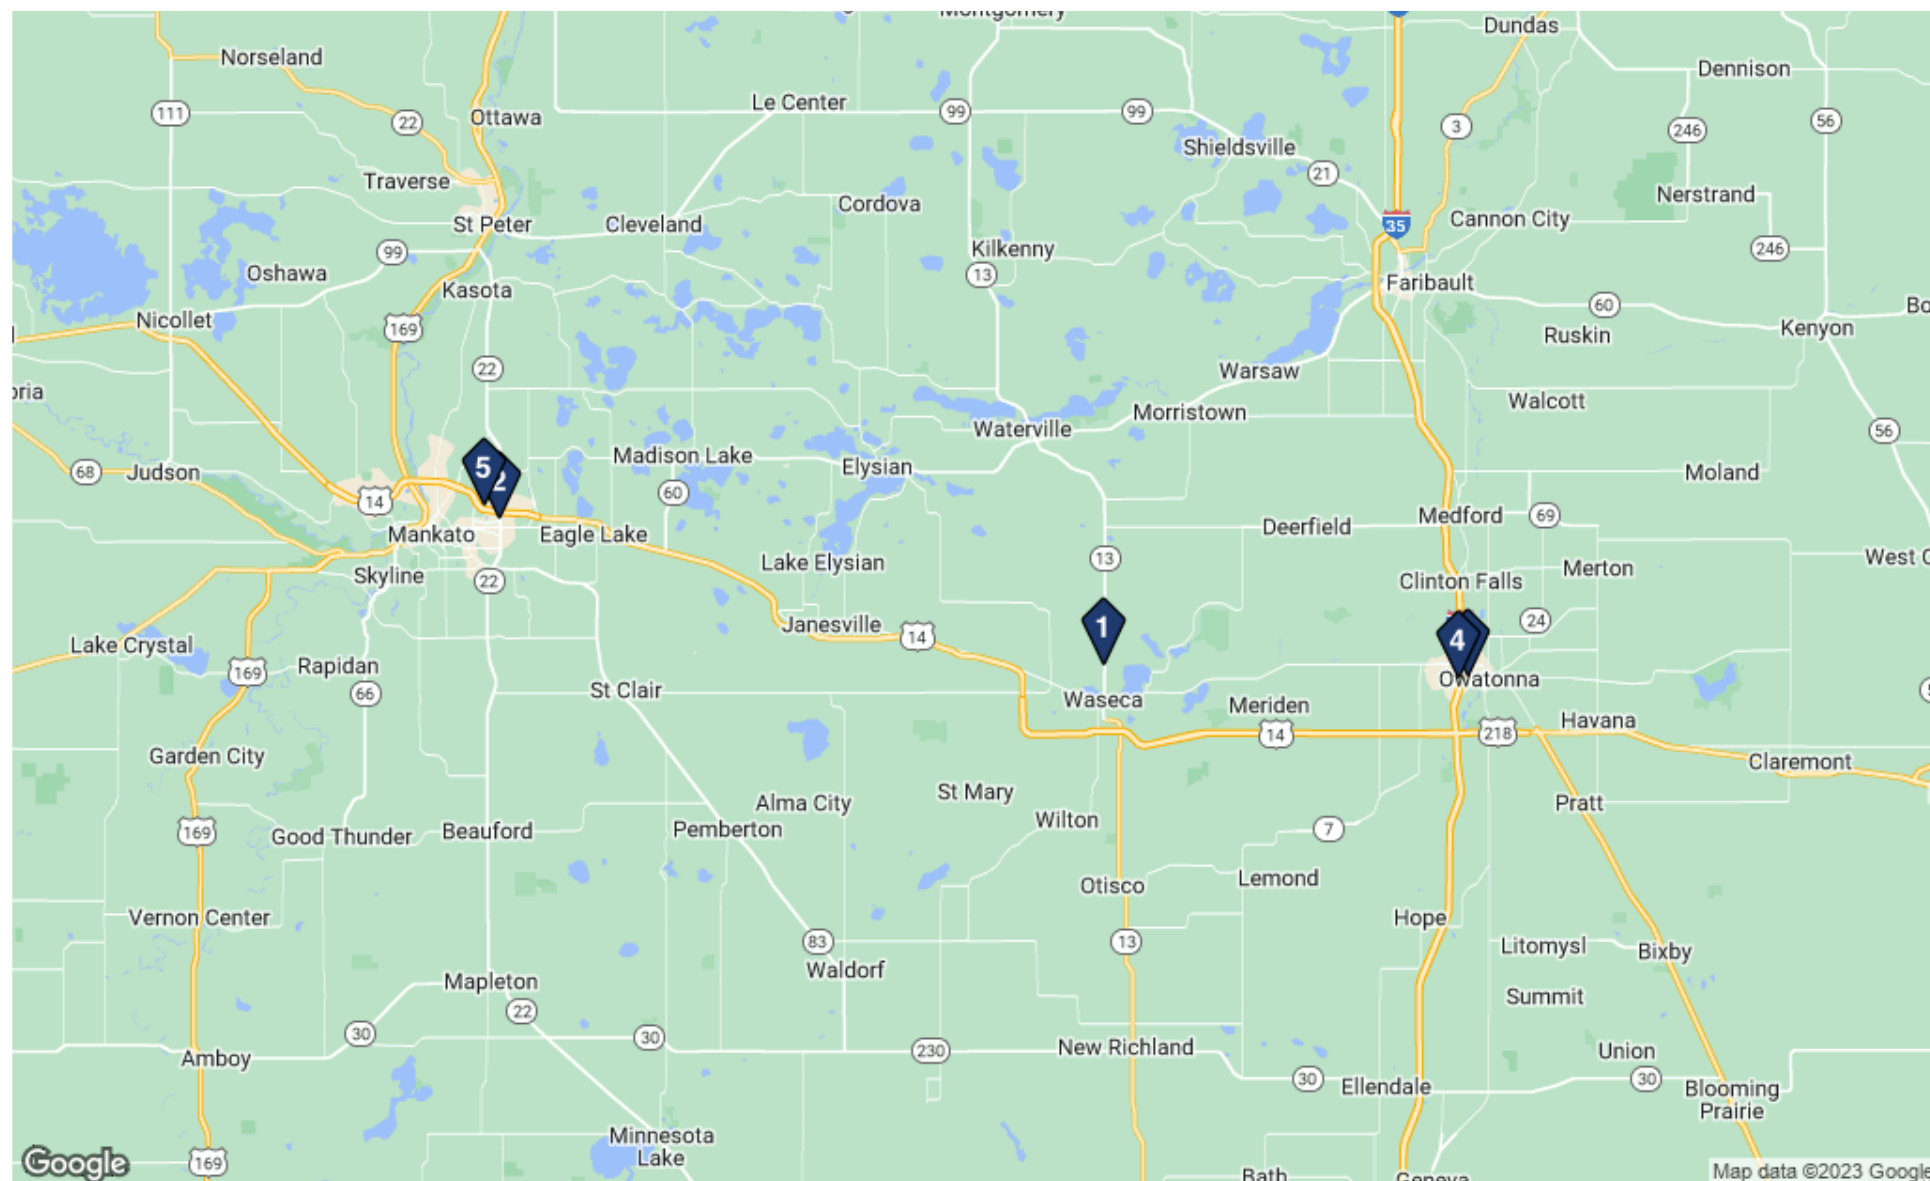 Montgomery
Dundas
Norseland
Dennison
Le Center
111
22
Ottawa
99
99
3
246
56
Shieldsville
Traverse
21
Nerstrand
Cordova
St Peter
Cleveland
35
Cannon City
99
Kilkenny
246
Oshawa
13
Kasota
Faribault
60
Nicollet
169
Ruskin
Kenyon
22
Warsaw
Walcott
Morristown
Waterville
56
5
2
Madison Lake
Elysian
68
Judson
Moland
14
60
Medford
69
Mankato
Eagle Lake
Deerfield
13
Lake Elysian
Merton
Skyline
22
Clinton Falls
Janesville
14
1
24
4
Lake Crystal
169
Rapidan
66
St Clair
Waseca
Owatonna
Meriden
14
218
Havana
Garden City
Claremont
St Mary
Alma City
Pratt
169
Good Thunder
Beauford
Pemberton
Wilton
7
Otisco
Lemond
Vernon Center
Hope
83
13
Litomysl
Bixby
Waldorf
Mapleton
Summit
22
30
30
230
New Richland
Amboy
Union
30
Ellendale
30
Blooming
Prairie
Minnesota
Lake
Google
169
Bath
Geneva
Map data ©2023 Google